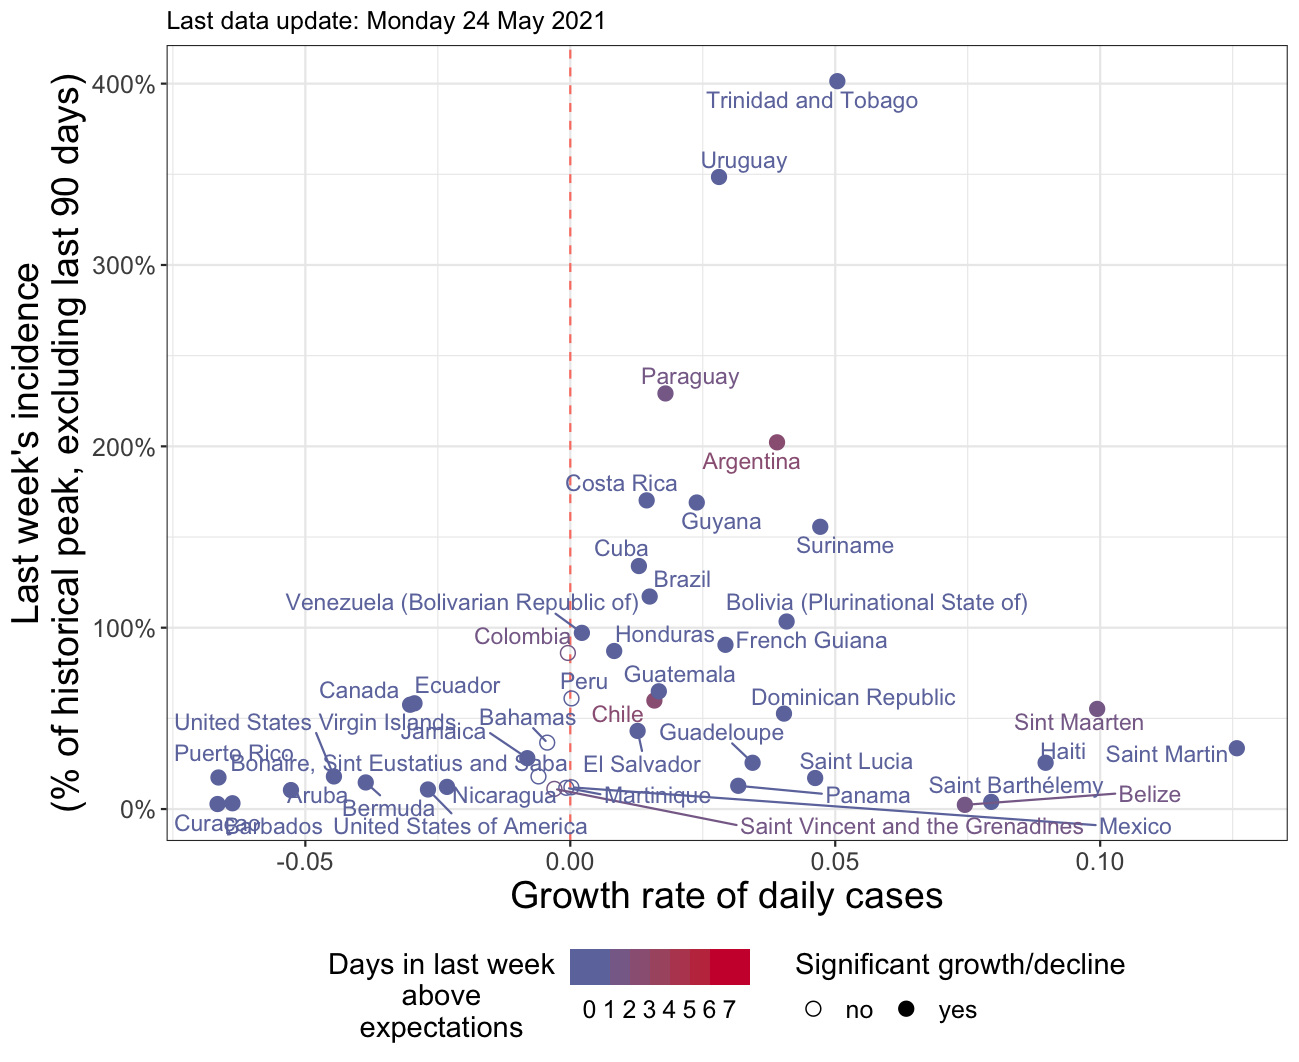 Last data update: Monday 24 May 2021
Last week's incidence
(% of historical peak, excluding last 90 days)
400%
300%
200%
100%
0%
Trinidad and Tobago
Uruguay
Paraguay
Argentina
Costa Rica
Guyana
Suriname
Cuba
Brazil
Venezuela (Bolivarian Republic of)
Bolivia (Plurinational State of)
Colombia
Honduras
French Guiana
Peru
Guatemala
Canada
Ecuador
Dominican Republic
Chile
Bahamas
United States Virgin Islands
Jamaica
Guadeloupe
Sint Maarten
Puerto Rico
Bonaire, Sint Eustatius and Saba
El Salvador
Saint Lucia
Haiti
Saint Martin
Aruba
Bermuda
Nicaragua
Martinique
Panama
Saint Barthélemy
Belize
Curaçao
Barbados
United States of America
Saint Vincent and the Grenadines
Mexico
-0.05
0.00
0.05
0.10
Growth rate of daily cases
Days in last week
above
expectations
0 1 2 3 4 5 6 7
Significant growth/decline
no
yes